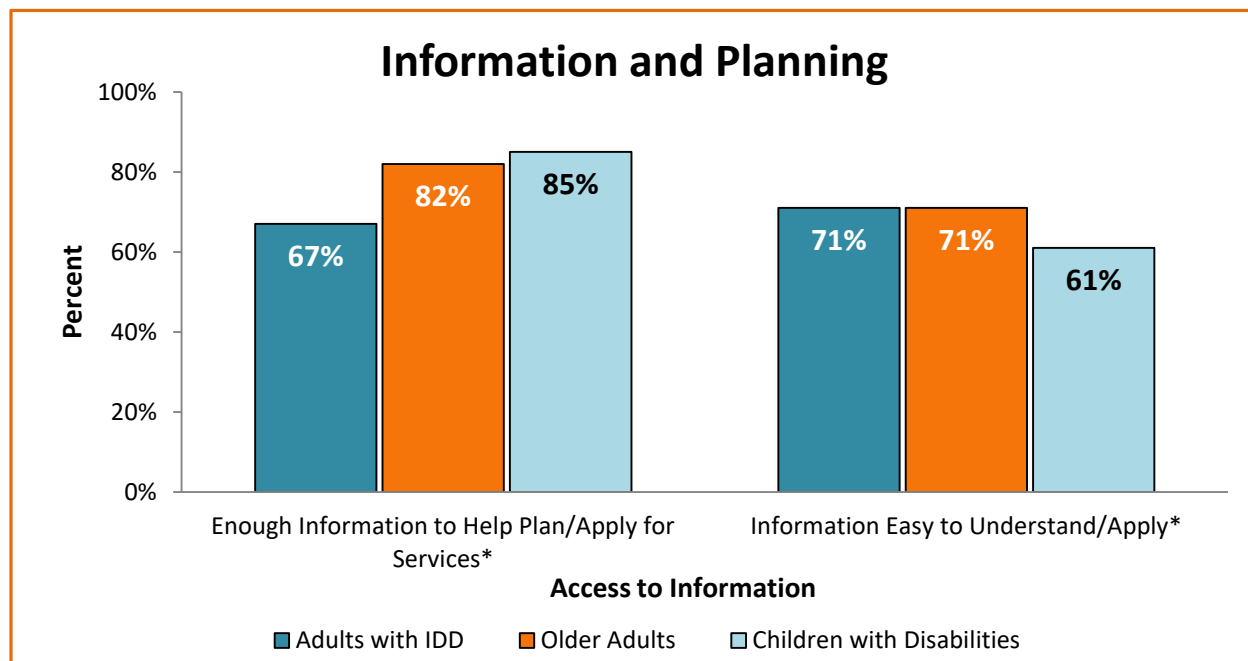 Information and Planning
100%
80%
60%
40%
20%
0%
Percent
67%
82%
85%
71%
71%
61%
Enough Information to Help Plan/Apply for
Services*
Information Easy to Understand/Apply*
Access to Information
Adults with IDD
Older Adults
Children with Disabilities